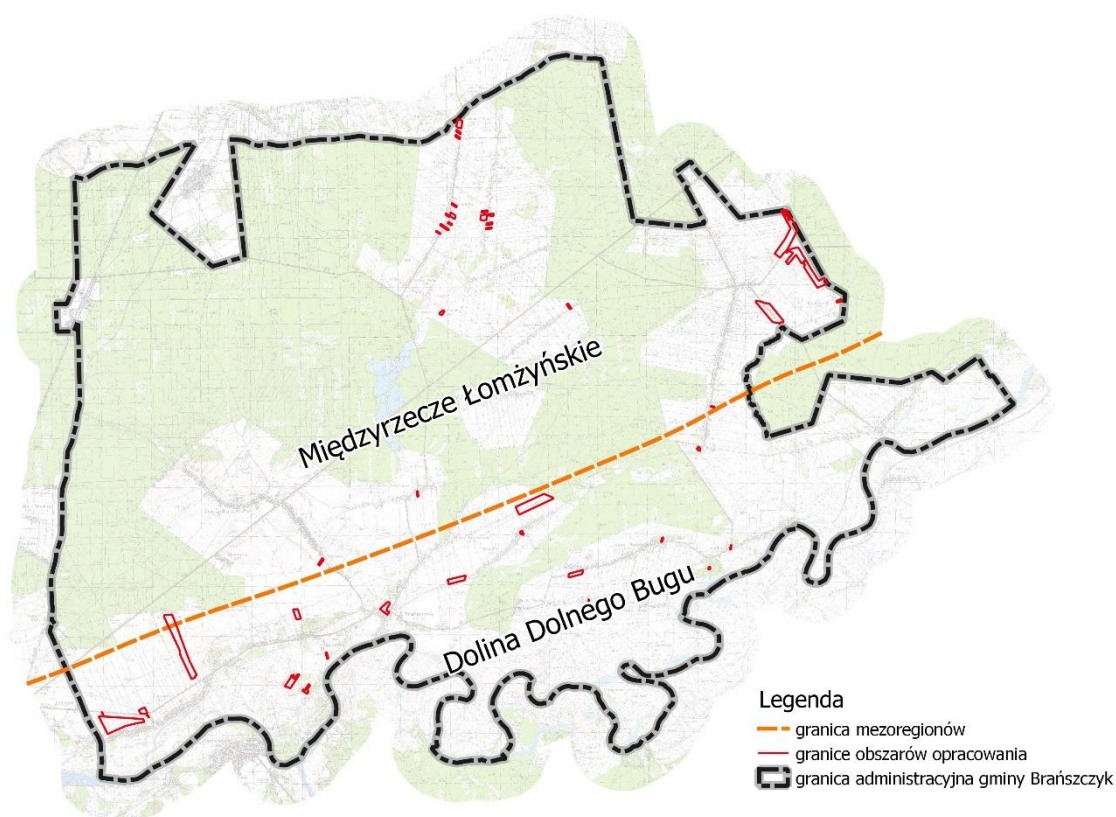 Międzyrzecze Łomżyńskie
Dolina Dolnego Bugu
Legenda
granica mezoregionów
granice obszarów opracowania
granica administracyjna gminy Brańszczyk